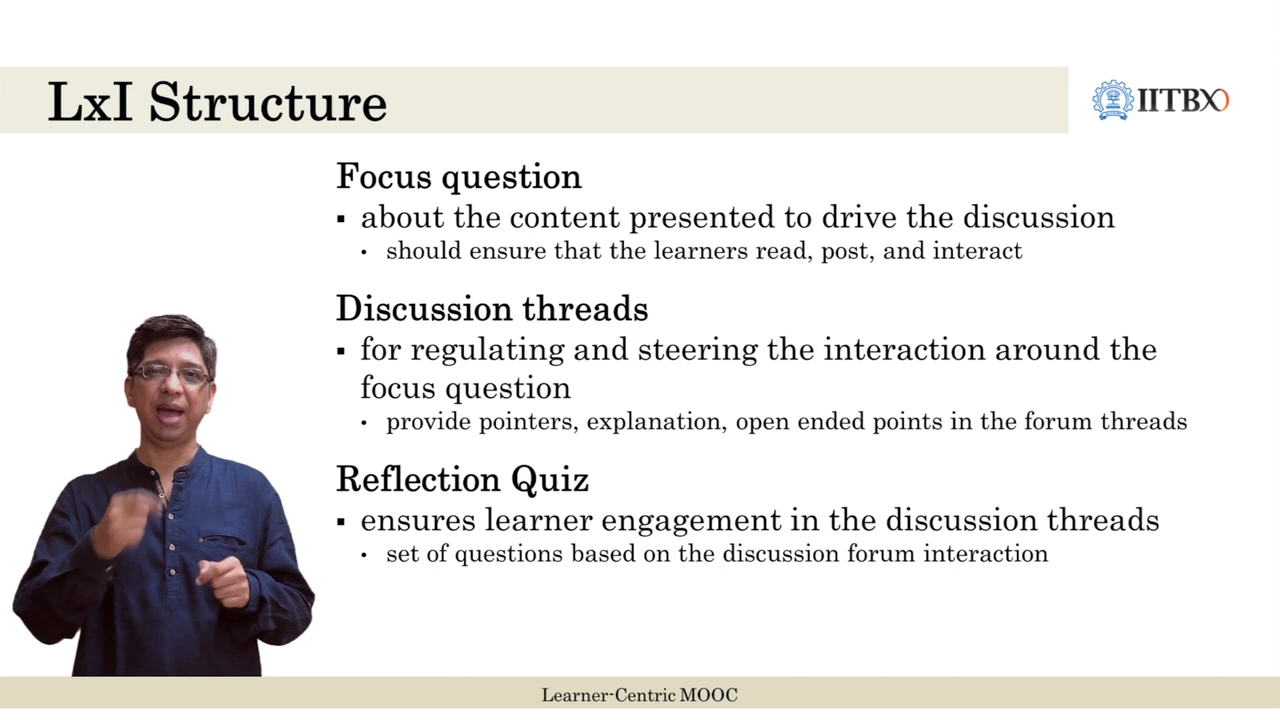 LxI Structure
IITBX
Focus question
▪ about the content presented to drive the discussion
• should ensure that the learners read, post, and interact
Discussion threads
▪ for regulating and steering the interaction around the
focus question
• provide pointers, explanation, open ended points in the forum threads
Reflection Quiz
▪ ensures learner engagement in the discussion threads
• set of questions based on the discussion forum interaction
Learner-Centric MOOC